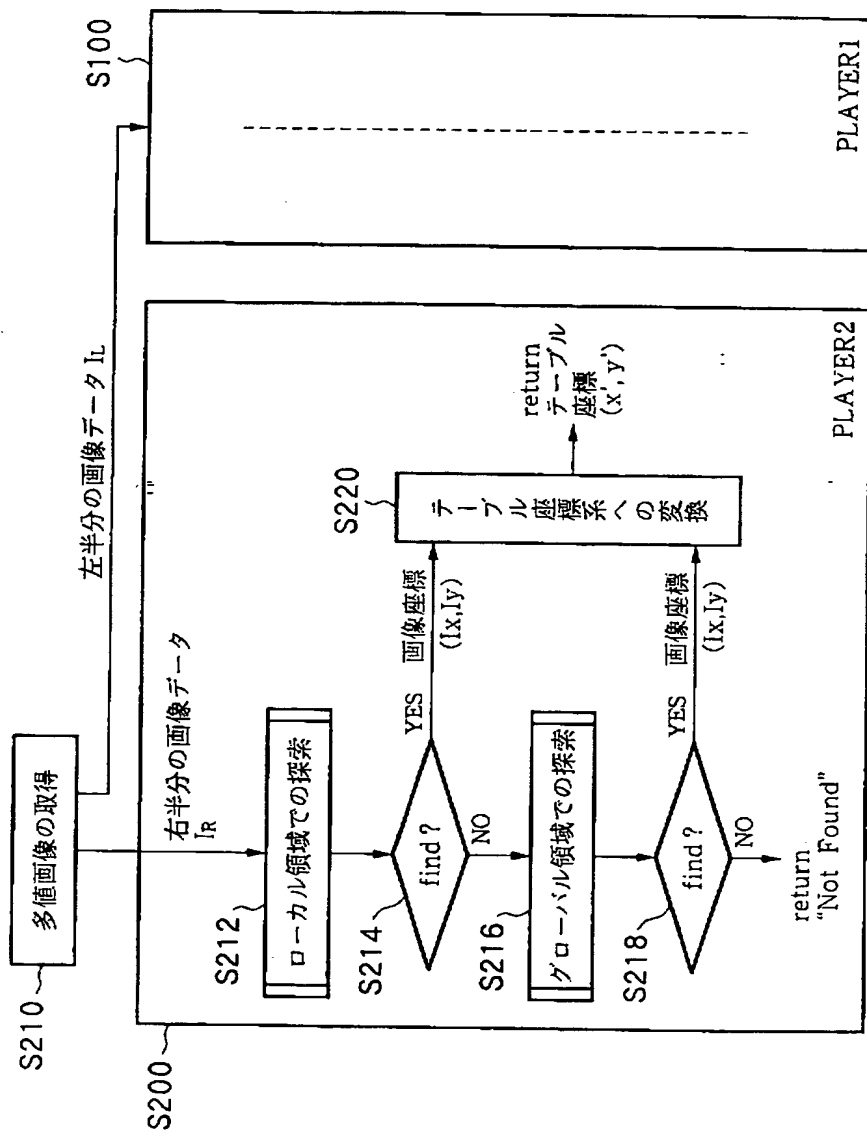 S210
多値画像の取得
左半分の画像データ IL
S100
PLAYER1
S200
右半分の画像データ
IR
S212
ローカル領域での探索
S214
find?
YES
画像座標
(Ix,Iy)
NO
S216
グローバル領域での探索
S218
find?
YES
画像座標
(Ix,Iy)
NO
return
“Not Found”
S220
テーブル
座標系への変換
return
テーブル
座標
(x', y')
PLAYER2